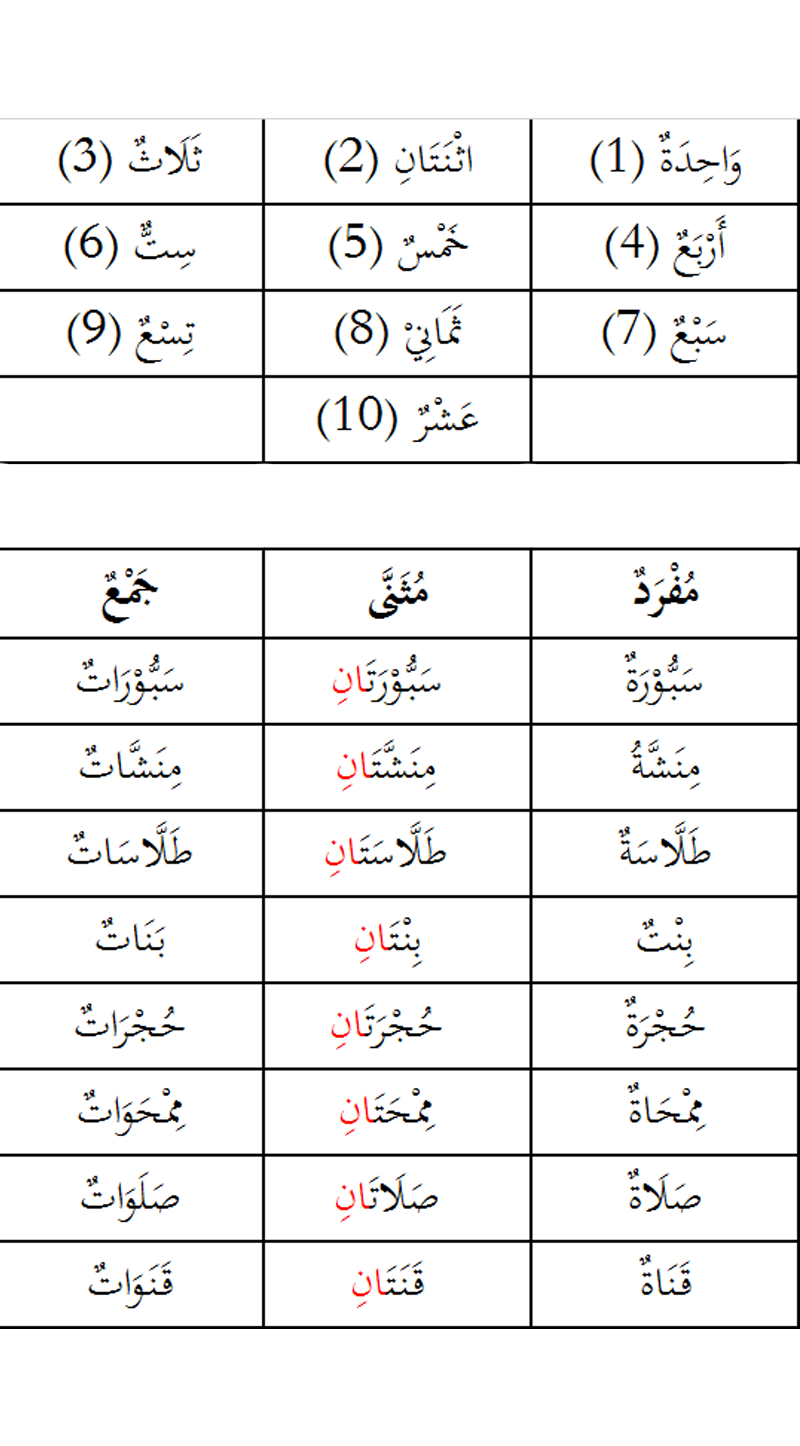 وَاحِدَةٌ (1) اثْنَتَانِ (2) ثَلَاثٌ (3)
أَرْبَعٌ (4) خَمْسٌ (5) سِتٌّ (6)
سَبْعٌ (7) ثَمَانِيْ (8) تِسْعٌ (9)
عَشْرٌ (10)
مُفْرَدٌ مُثَنَّى جَمْعٌ
سَبُّوْرَةٌ سَبُّوْرَتَانِ سَبُّوْرَاتٌ
مِنَشَّةُ مِنَشَّتَانِ مِنَشَّاتٌ
طَلَّاسَةٌ طَلَّاسَتَانِ طَلَّاسَاتٌ
بِنْتٌ بِنْتَانِ بَنَاتٌ
حُجْرَةٌ حُجْرَتَانِ حُجْرَاتٌ
مِمْحَاةٌ مِمْحَتَانِ مِمْحَوَاتٌ
صَلَاةٌ صَلَاتَانِ صَلَوَاتٌ
قَنَاةٌ قَنَتَانِ قَنَوَاتٌ